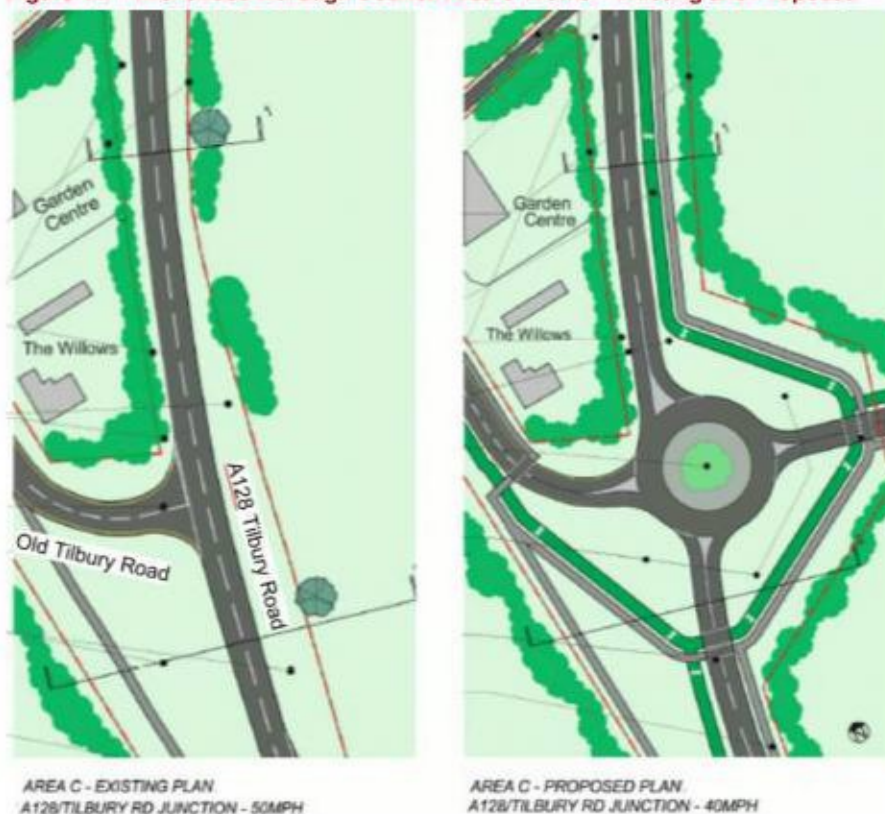 Garden
Centre
The Willows
Old Tilbury Road
A128 Tilbury Road
AREA C - EXISTING PLAN
A128/TILBURY RD JUNCTION - 50MPH
Garden
Centre
The Willows
AREA C - PROPOSED PLAN
A128/TILBURY RD JUNCTION - 40MPH